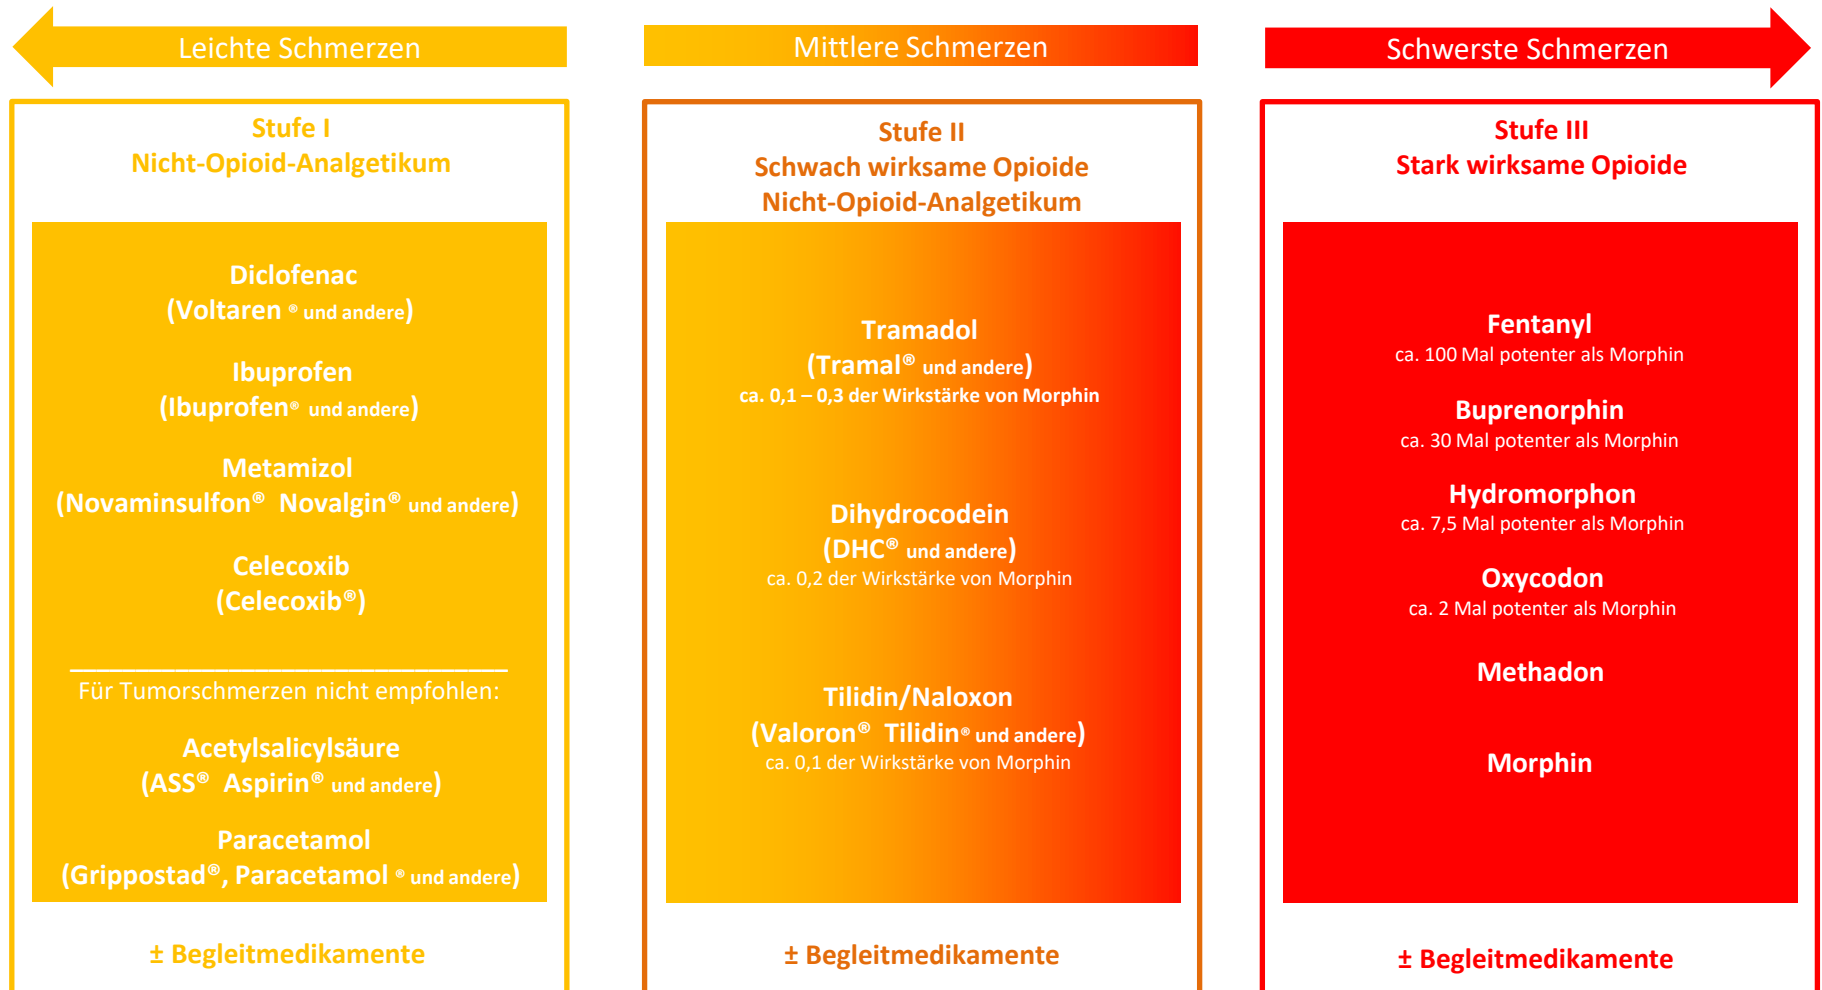 Leichte Schmerzen
Stufe I
Nicht-Opioid-Analgetikum
Diclofenac
(Voltaren ® und andere)
Ibuprofen
(Ibuprofen® und andere)
Metamizol
(Novaminsulfon® Novalgin® und andere)
Celecoxib
(Celecoxib®)
Für Tumorschmerzen nicht empfohlen:
Acetylsalicylsäure
(ASS® Aspirin® und andere)
Paracetamol
(Grippostad®, Paracetamol ® und andere)
± Begleitmedikamente
Mittlere Schmerzen
Stufe II
Schwach wirksame Opioide
Nicht-Opioid-Analgetikum
Tramadol
(Tramal® und andere)
ca. 0,1 – 0,3 der Wirkstärke von Morphin
Dihydrocodein
(DHC® und andere)
ca. 0,2 der Wirkstärke von Morphin
Tilidin/Naloxon
(Valoron® Tilidin® und andere)
ca. 0,1 der Wirkstärke von Morphin
± Begleitmedikamente
Schwerste Schmerzen
Stufe III
Stark wirksame Opioide
Fentanyl
ca. 100 Mal potenter als Morphin
Buprenorphin
ca. 30 Mal potenter als Morphin
Hydromorphon
ca. 7,5 Mal potenter als Morphin
Oxycodon
ca. 2 Mal potenter als Morphin
Methadon
Morphin
± Begleitmedikamente